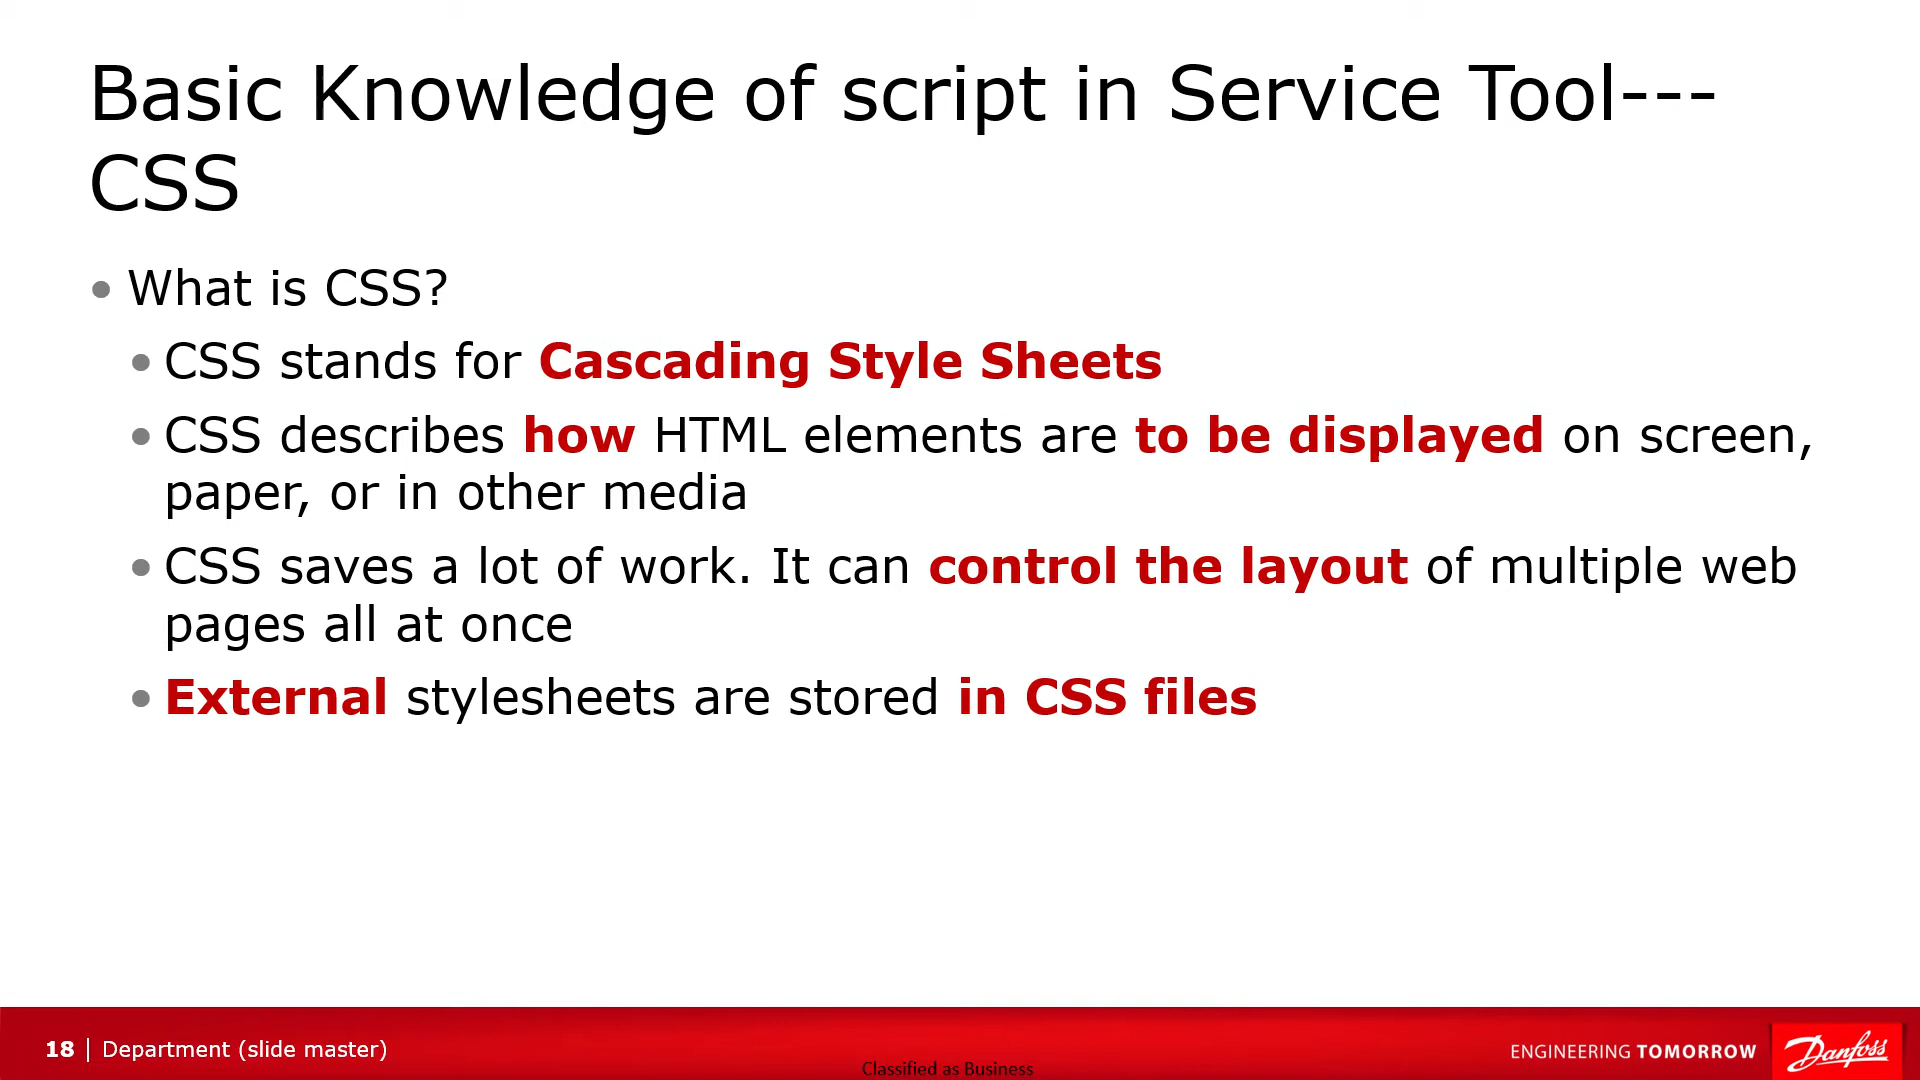 Basic Knowledge of script in Service Tool---
CSS
• What is CSS?
• CSS stands for Cascading Style Sheets
• CSS describes how HTML elements are to be displayed on screen,
paper, or in other media
• CSS saves a lot of work. It can control the layout of multiple web
pages all at once
• External stylesheets are stored in CSS files
18 | Department (slide master)
Classified as Business
ENGINEERING TOMORROW
Danfoss